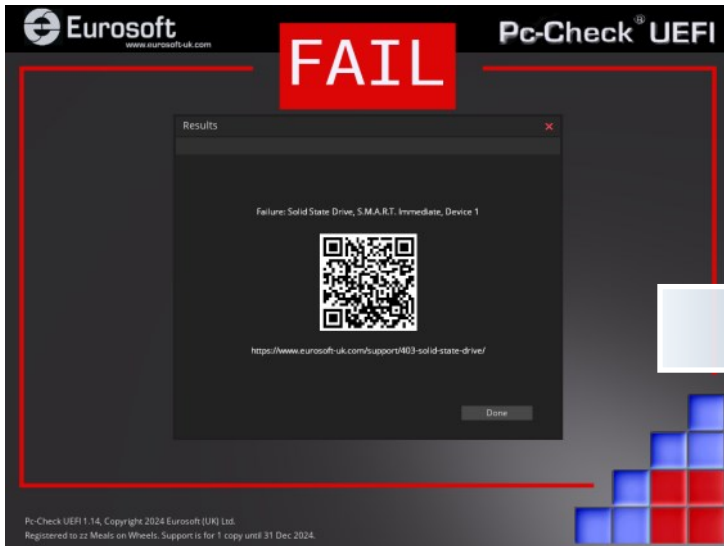 Eurosoft
www.eurosoft-uk.com
Pc-Check® UEFI
FAIL
Results
Failure: Solid State Drive, S.M.A.R.T. Immediate, Device 1
https://www.eurosoft-uk.com/support/403-solid-state-drive/
Done
Pc-Check UEFI 1.14, Copyright 2024 Eurosoft (UK) Ltd.
Registered to zz Meals on Wheels. Support is for 1 copy until 31 Dec 2024.